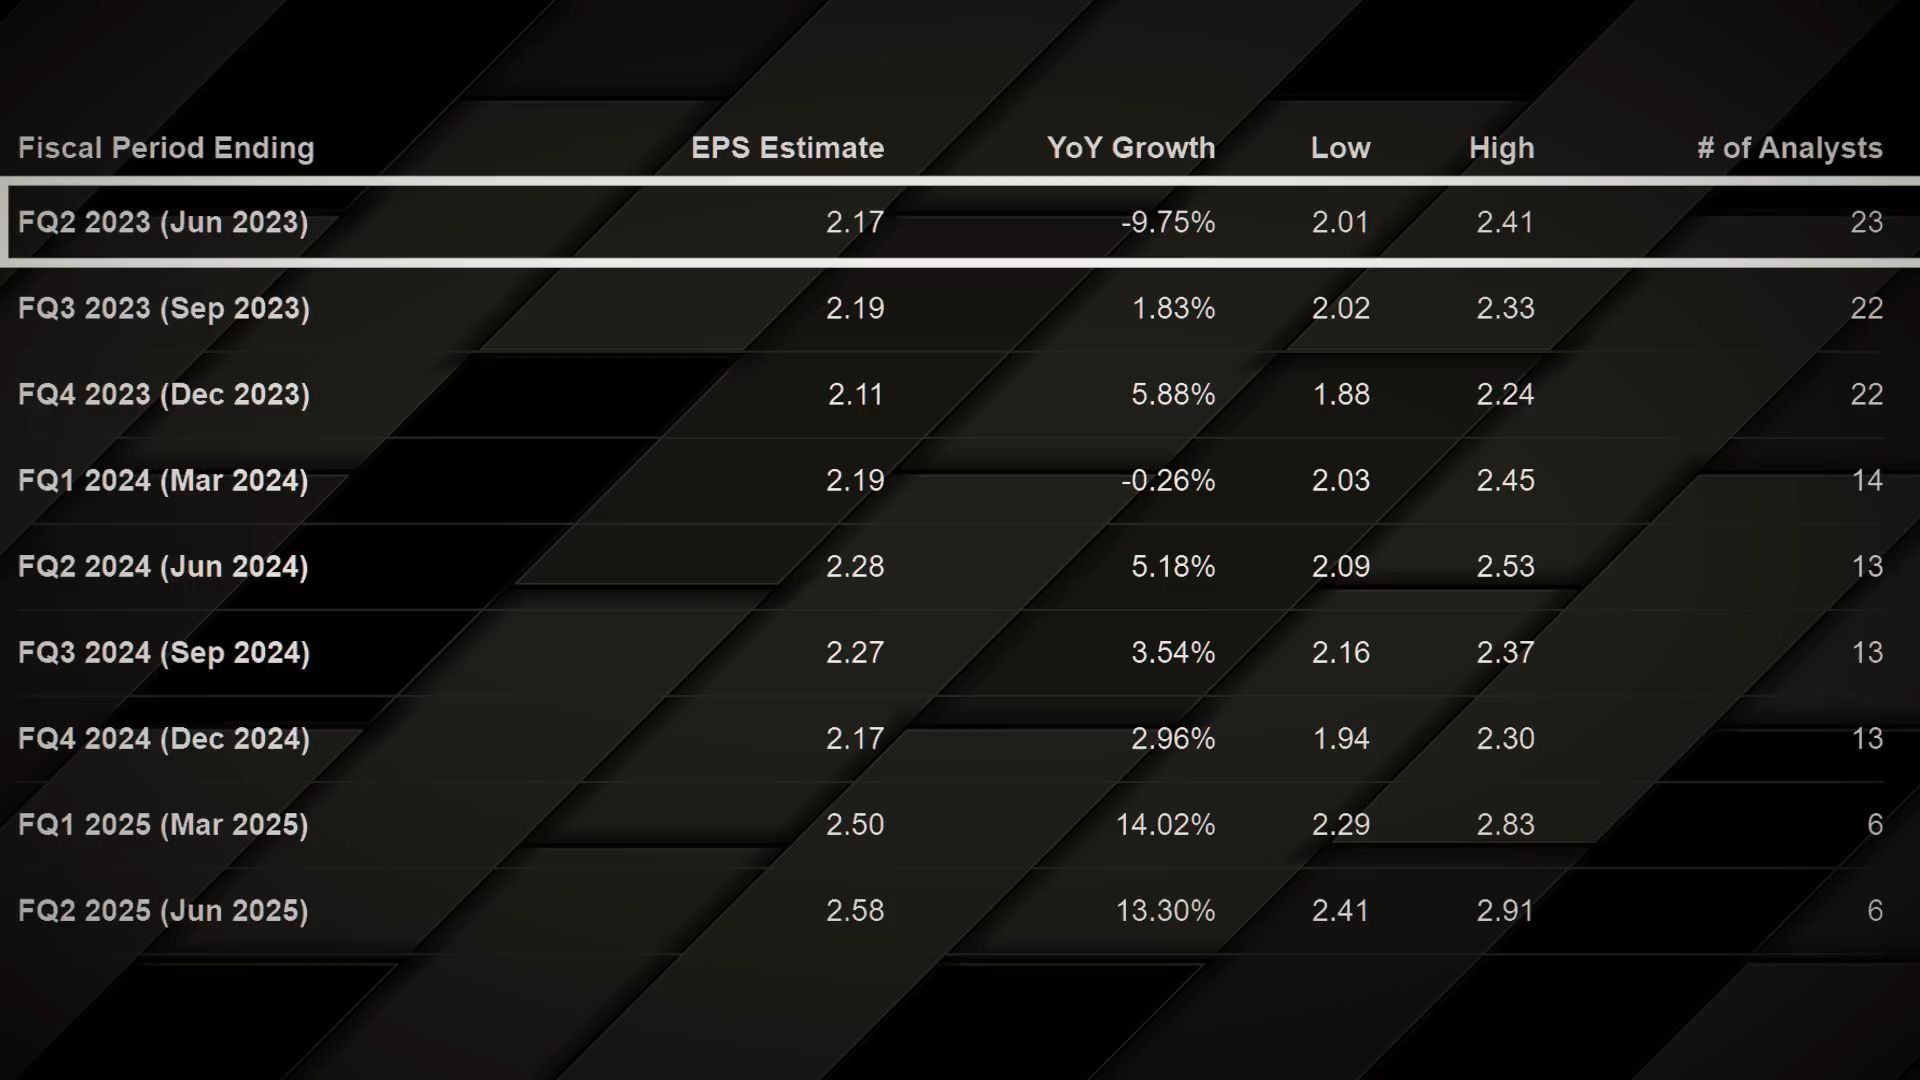 Fiscal Period Ending EPS Estimate YoY Growth Low High # of Analysts
FQ2 2023 (Jun 2023) 2.17 -9.75% 2.01 2.41 23
FQ3 2023 (Sep 2023) 2.19 1.83% 2.02 2.33 22
FQ4 2023 (Dec 2023) 2.11 5.88% 1.88 2.24 22
FQ1 2024 (Mar 2024) 2.19 -0.26% 2.03 2.45 14
FQ2 2024 (Jun 2024) 2.28 5.18% 2.09 2.53 13
FQ3 2024 (Sep 2024) 2.27 3.54% 2.16 2.37 13
FQ4 2024 (Dec 2024) 2.17 2.96% 1.94 2.30 13
FQ1 2025 (Mar 2025) 2.50 14.02% 2.29 2.83 6
FQ2 2025 (Jun 2025) 2.58 13.30% 2.41 2.91 6